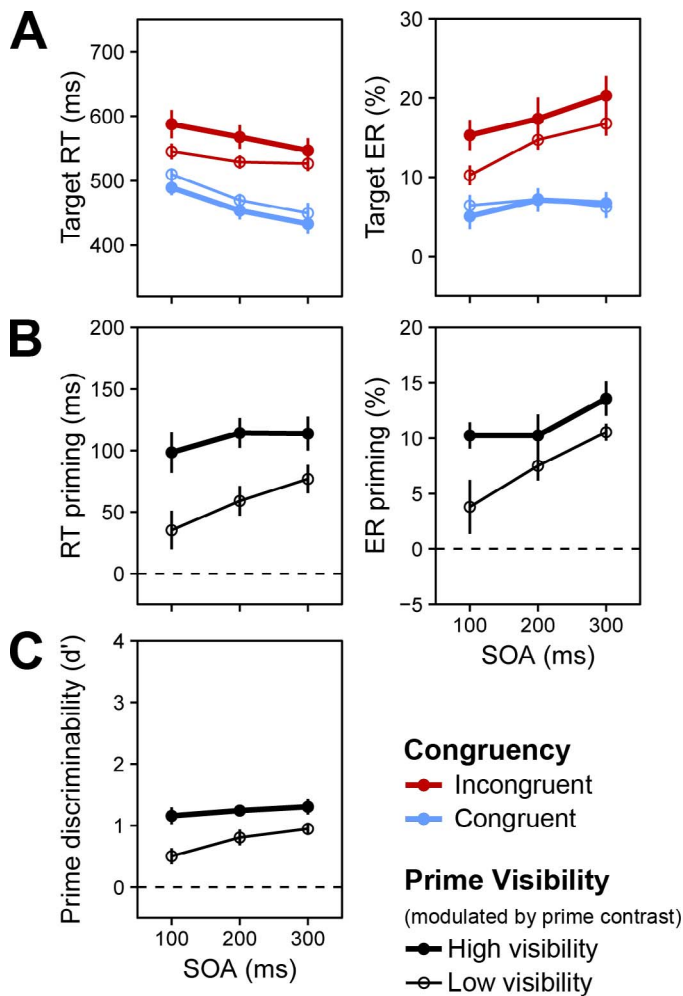 A
Target RT (ms)
700
600
500
400
Target ER (%)
30
20
10
0
B
RT priming (ms)
200
150
100
50
0
ER priming (%)
20
15
10
5
0
−5
100 200 300
SOA (ms)
C
Prime discriminability (d')
4
3
2
1
0
100 200 300
SOA (ms)
Congruency
Incongruent
Congruent
Prime Visibility
(modulated by prime contrast)
High visibility
Low visibility